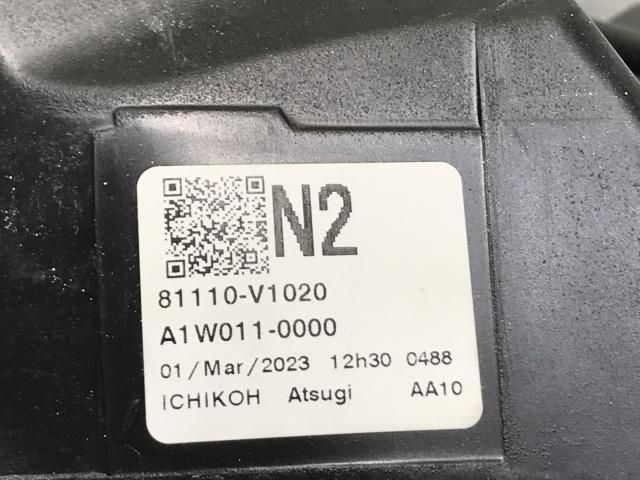 N2
81110-V1020
A1W011-0000
01/Mar/2023 12h30 0488
ICHIKOH Atsugi AA10